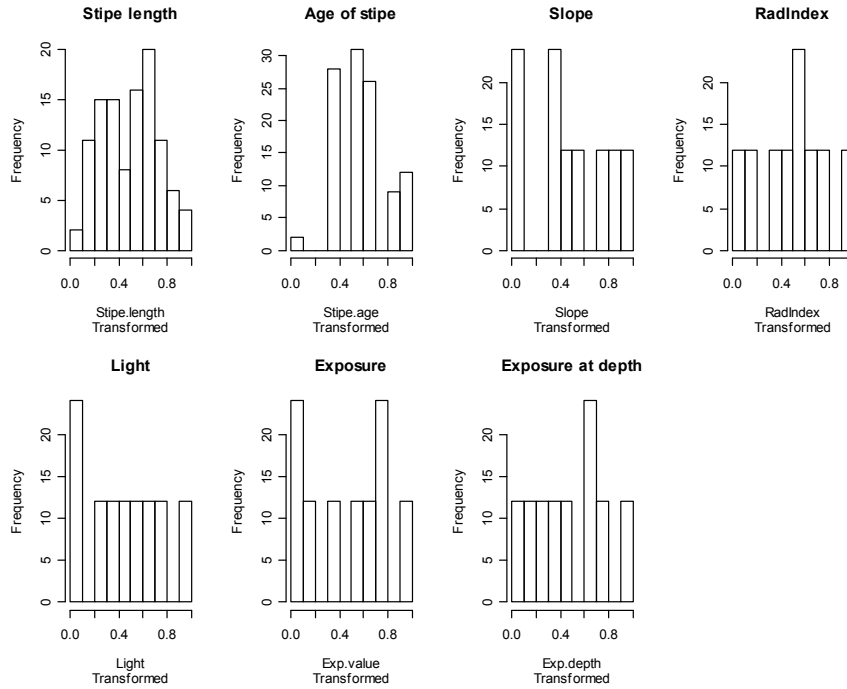 Stipe length
Age of stipe
Slope
RadIndex
Frequency
0 5 10 15 20
0.0 0.4 0.8
Stipe.length
Transformed
Frequency
0 5 10 15 20 25 30
0.0 0.4 0.8
Stipe.age
Transformed
Frequency
0 5 10 15 20
0.0 0.4 0.8
Slope
Transformed
Frequency
0 5 10 15 20
0.0 0.4 0.8
RadIndex
Transformed
Light
Exposure
Exposure at depth
Frequency
0 5 10 15 20
0.0 0.4 0.8
Light
Transformed
Frequency
0 5 10 15 20
0.0 0.4 0.8
Exp.value
Transformed
Frequency
0 5 10 15 20
0.0 0.4 0.8
Exp.depth
Transformed